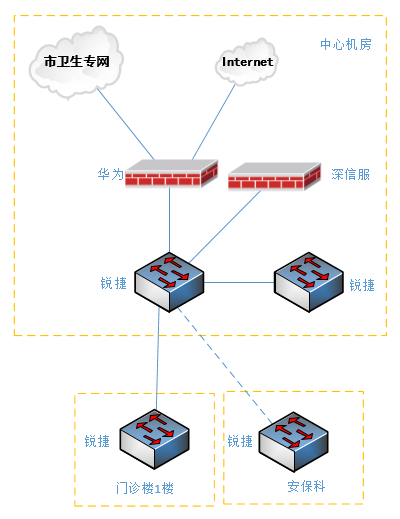 中心机房
市卫生专网
Internet
华为
深信服
锐捷
锐捷
锐捷
门诊楼1楼
锐捷
安保科